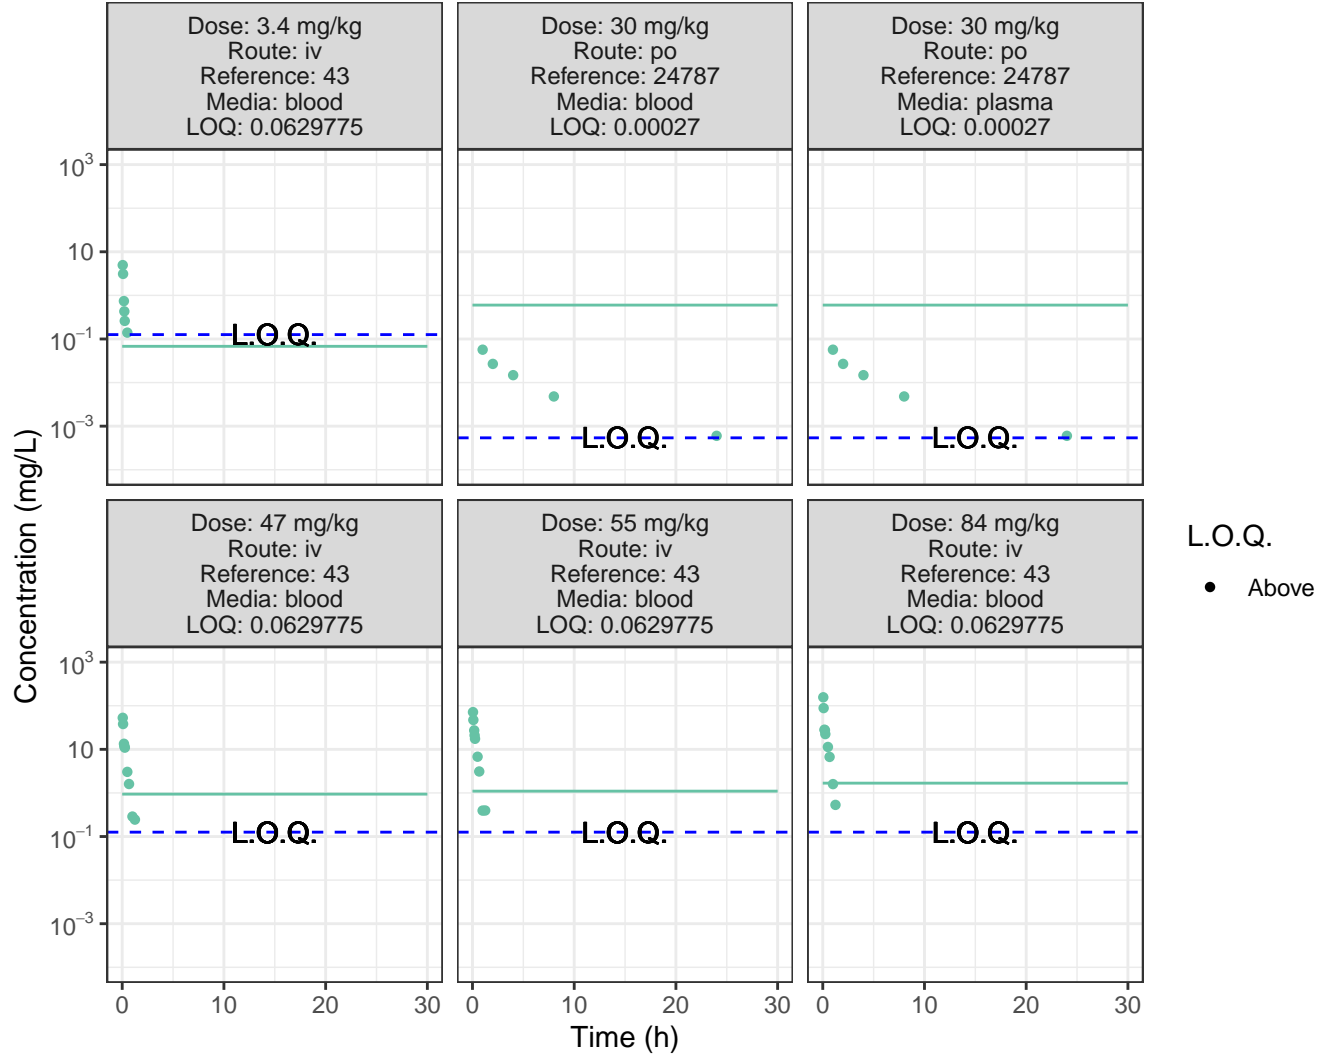 Dose: 3.4 mg/kg
Route: iv
Reference: 43
Media: blood
LOQ: 0.0629775
Dose: 30 mg/kg
Route: po
Reference: 24787
Media: blood
LOQ: 0.00027
Dose: 30 mg/kg
Route: po
Reference: 24787
Media: plasma
LOQ: 0.00027
10³
10
10⁻¹
10⁻³
L.O.Q.
L.O.Q.
L.O.Q.
Dose: 47 mg/kg
Route: iv
Reference: 43
Media: blood
LOQ: 0.0629775
Dose: 55 mg/kg
Route: iv
Reference: 43
Media: blood
LOQ: 0.0629775
Dose: 84 mg/kg
Route: iv
Reference: 43
Media: blood
LOQ: 0.0629775
10³
10
10⁻¹
10⁻³
L.O.Q.
L.O.Q.
L.O.Q.
0 10 20 30
0 10 20 30
0 10 20 30
Time (h)
Concentration (mg/L)
L.O.Q.
Above